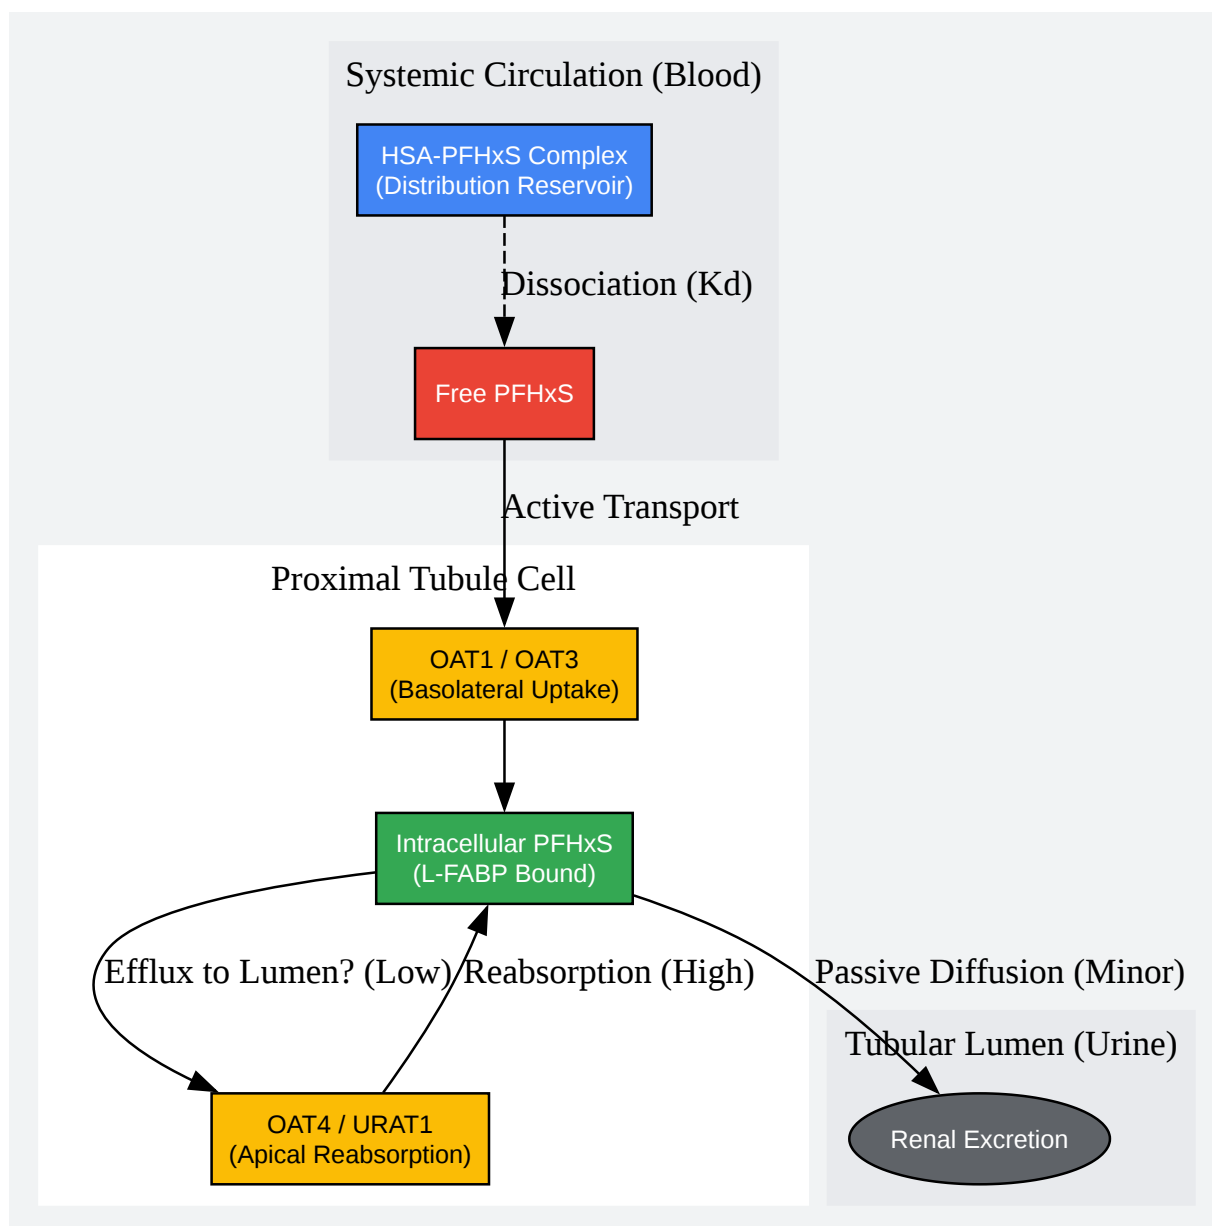 Systemic Circulation (Blood)
HSA-PFHxS Complex
(Distribution Reservoir)
Dissociation (Kd)
Free PFHxS
Active Transport
Proximal Tubule Cell
OAT1 / OAT3
(Basolateral Uptake)
Intracellular PFHxS
(L-FABP Bound)
Efflux to Lumen? (Low)
Reabsorption (High)
Passive Diffusion (Minor)
Tubular Lumen (Urine)
OAT4 / URAT1
(Apical Reabsorption)
Renal Excretion